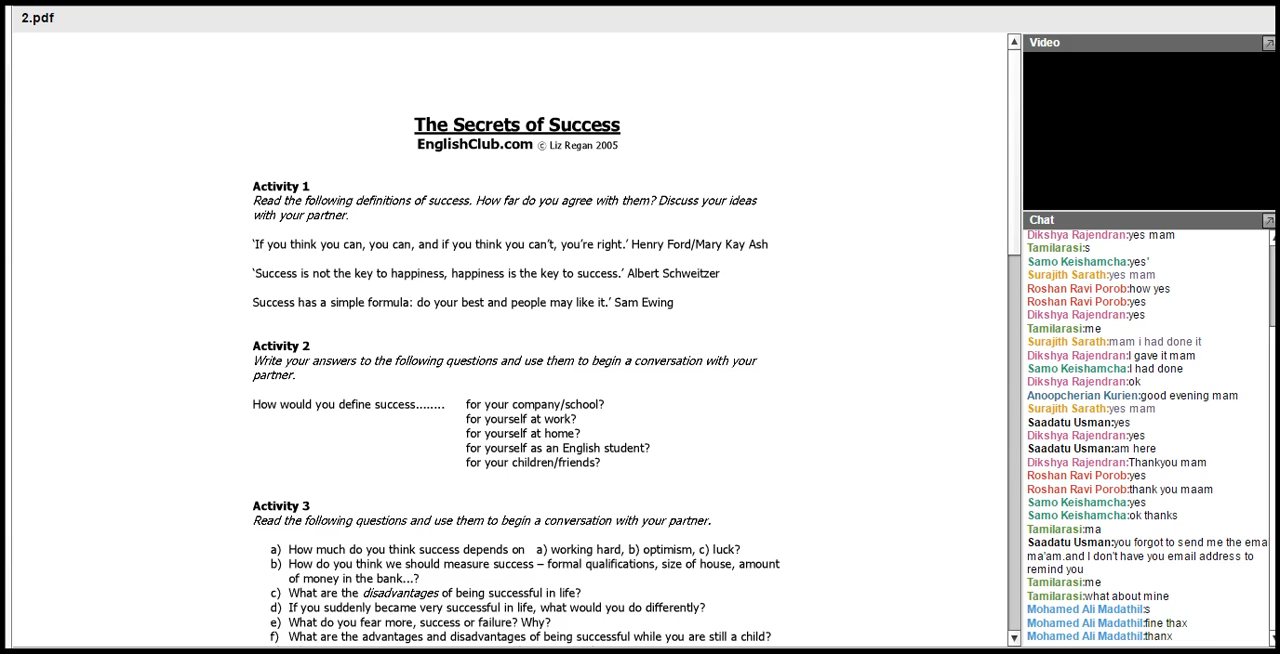 2.pdf
The Secrets of Success
EnglishClub.com © Liz Regan 2005
Activity 1
Read the following definitions of success. How far do you agree with them? Discuss your ideas
with your partner.
'If you think you can, you can, and if you think you can't, you're right.' Henry Ford/Mary Kay Ash
'Success is not the key to happiness, happiness is the key to success.' Albert Schweitzer
Success has a simple formula: do your best and people may like it.' Sam Ewing
Activity 2
Write your answers to the following questions and use them to begin a conversation with your
partner.
How would you define success........ for your company/school?
for yourself at work?
for yourself at home?
for yourself as an English student?
for your children/friends?
Activity 3
Read the following questions and use them to begin a conversation with your partner.
a) How much do you think success depends on a) working hard, b) optimism, c) luck?
b) How do you think we should measure success – formal qualifications, size of house, amount
of money in the bank...?
c) What are the disadvantages of being successful in life?
d) If you suddenly became very successful in life, what would you do differently?
e) What do you fear more, success or failure? Why?
f) What are the advantages and disadvantages of being successful while you are still a child?
Video
Chat
Dikshya Rajendran:yes mam
Tamilarasi:s
Samo Keishamcha:yes'
Surajith Sarath:yes mam
Roshan Ravi Porob:how yes
Roshan Ravi Porob:yes
Dikshya Rajendran:yes
Tamilarasi:me
Surajith Sarath:mam i had done it
Dikshya Rajendran:I gave it mam
Samo Keishamcha:I had done
Dikshya Rajendran:ok
Anoopcherian Kurien:good evening mam
Surajith Sarath:yes mam
Saadatu Usman:yes
Dikshya Rajendran:yes
Saadatu Usman:am here
Dikshya Rajendran:Thankyou mam
Roshan Ravi Porob:yes
Roshan Ravi Porob:thank you maam
Samo Keishamcha:yes
Samo Keishamcha:ok thanks
Tamilarasi:ma
Saadatu Usman:you forgot to send me the ema
ma'am.and I don't have you email address to
remind you
Tamilarasi:me
Tamilarasi:what about mine
Mohamed Ali Madathil:s
Mohamed Ali Madathil:fine thax
Mohamed Ali Madathil:thanx